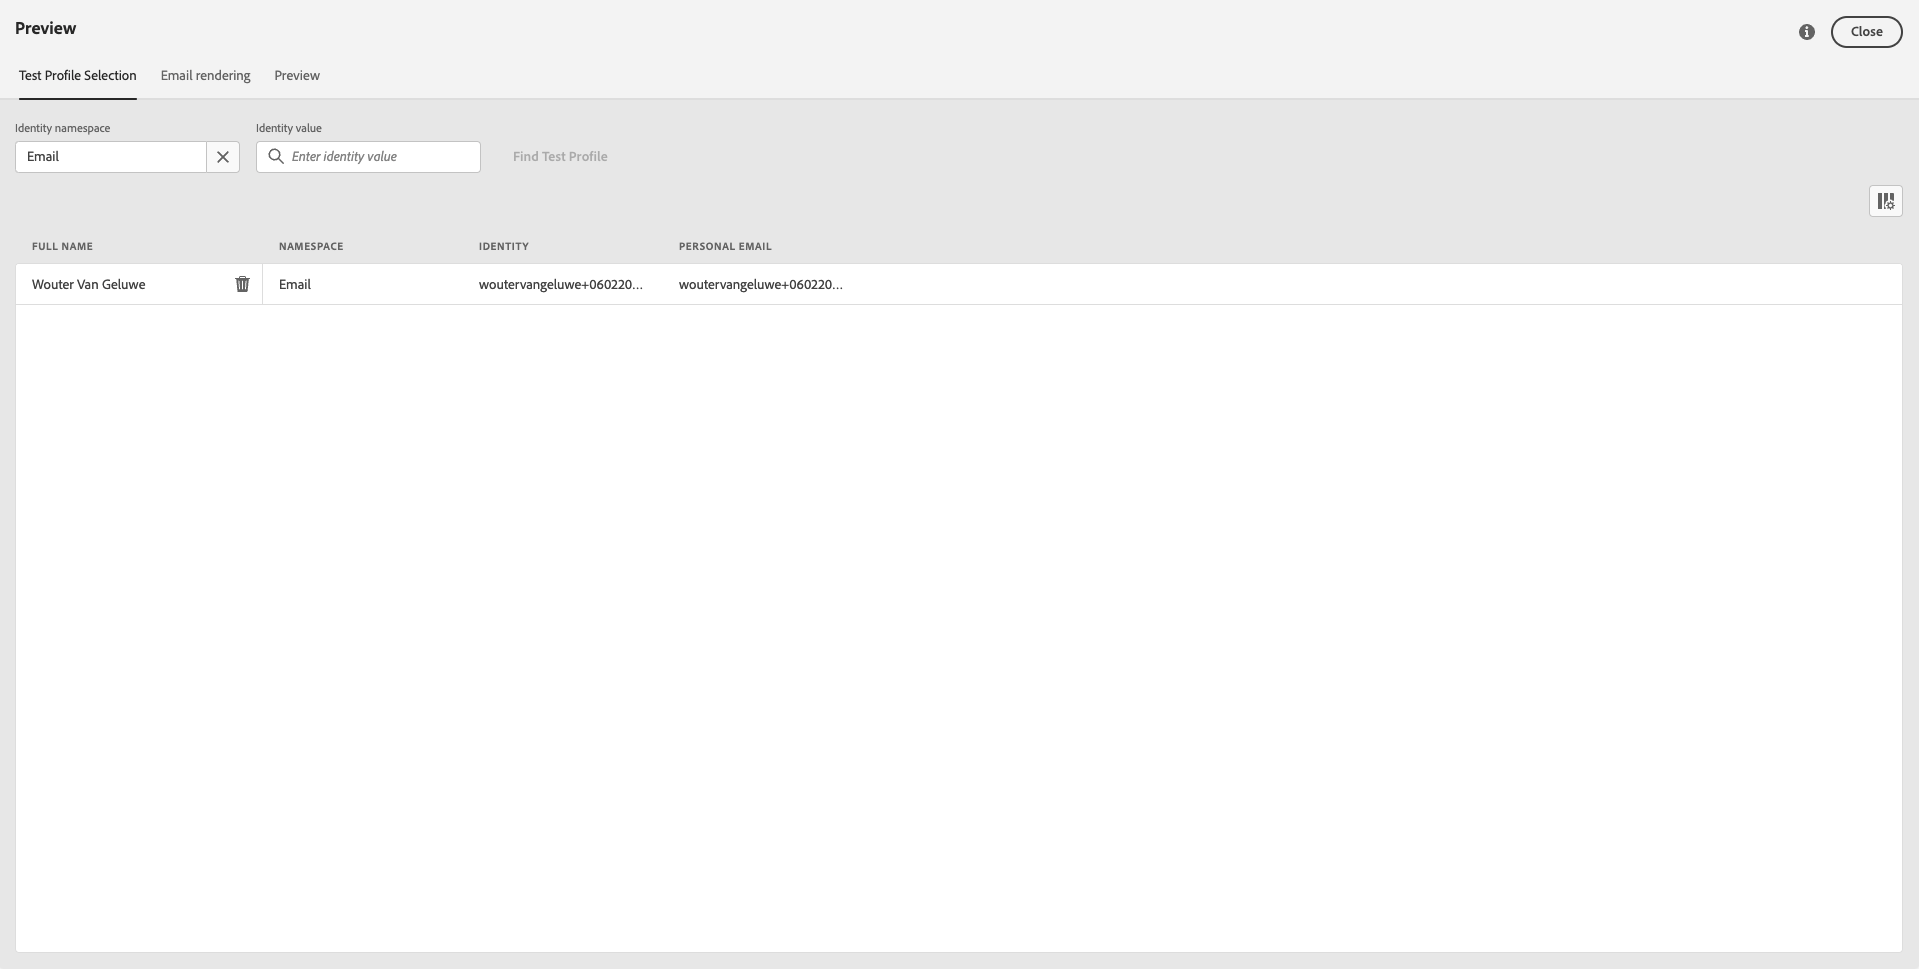 Preview
Close
Test Profile Selection Email rendering Preview
Identity namespace Identity value
Email Enter identity value Find Test Profile
FULL NAME NAMESPACE IDENTITY PERSONAL EMAIL
Wouter Van Geluwe Email woutervangeluwe+060220... woutervangeluwe+060220...